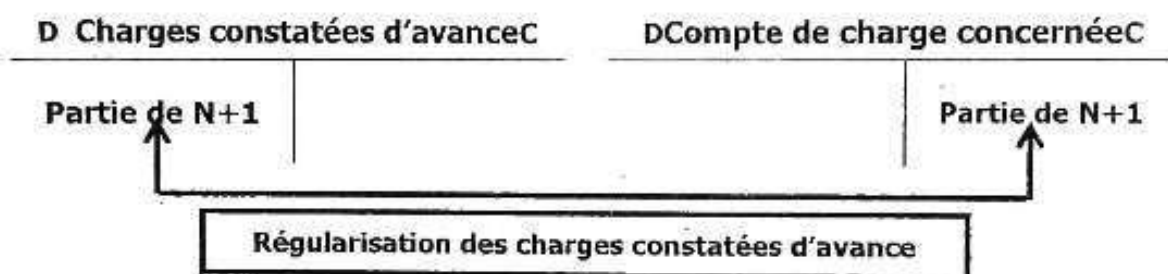 D Charges constatées d'avanceC
DCompte de charge concernéeC
Partie de N+1
Partie de N+1
Régularisation des charges constatées d'avance